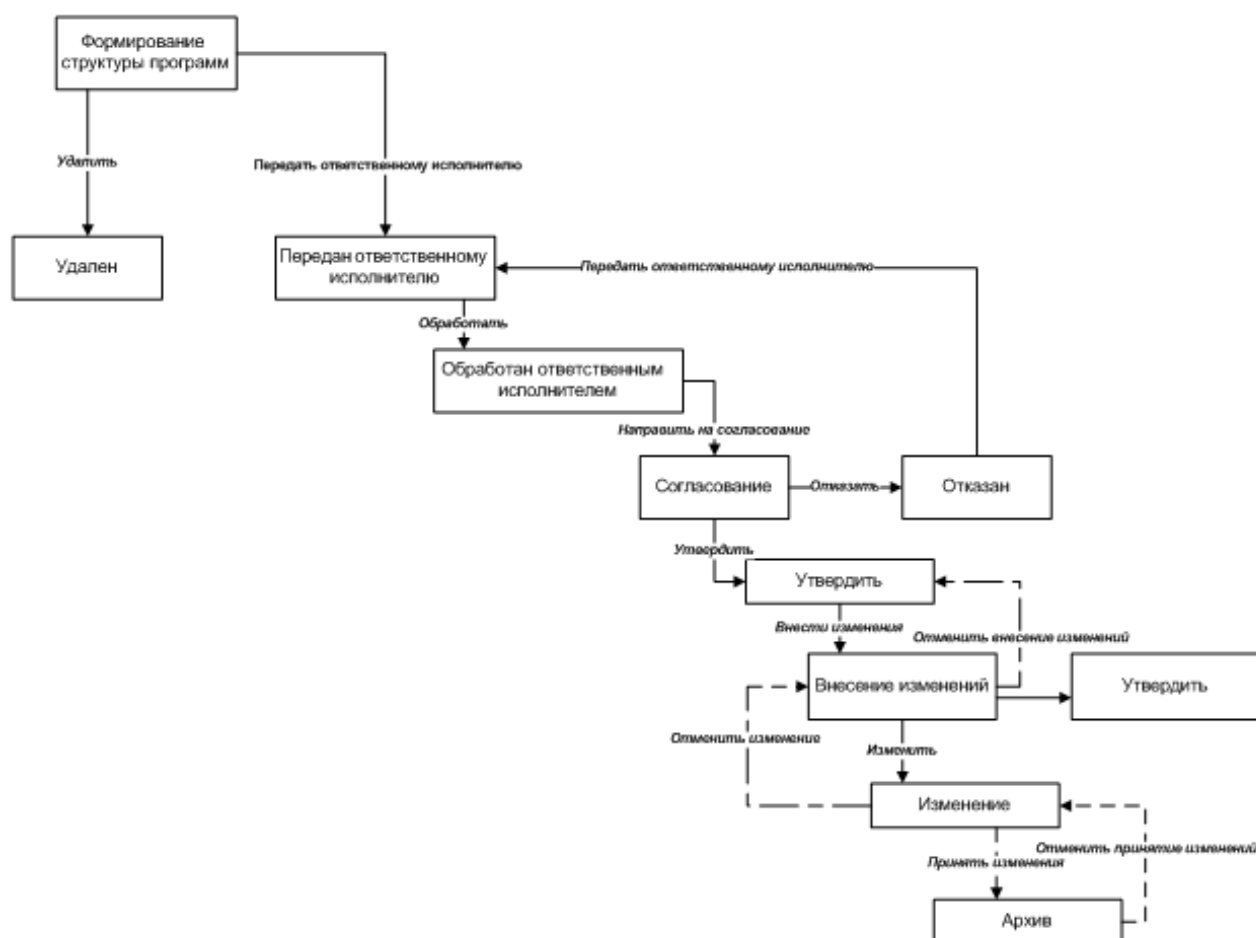 Формирование
структуры программ
Удалить
Передать ответственному исполнителю
Удален
Передан ответственному
исполнителю
Передать ответственному исполнителю
Обработать
Обработан ответственным
исполнителем
Направить на согласование
Согласование
Отказать
Отказан
Утвердить
Утвердить
Внести изменения
Отменить внесение изменений
Внесение изменений
Утвердить
Отменить изменение
Изменить
Изменение
Отменить принятие изменений
Принять изменения
Архив